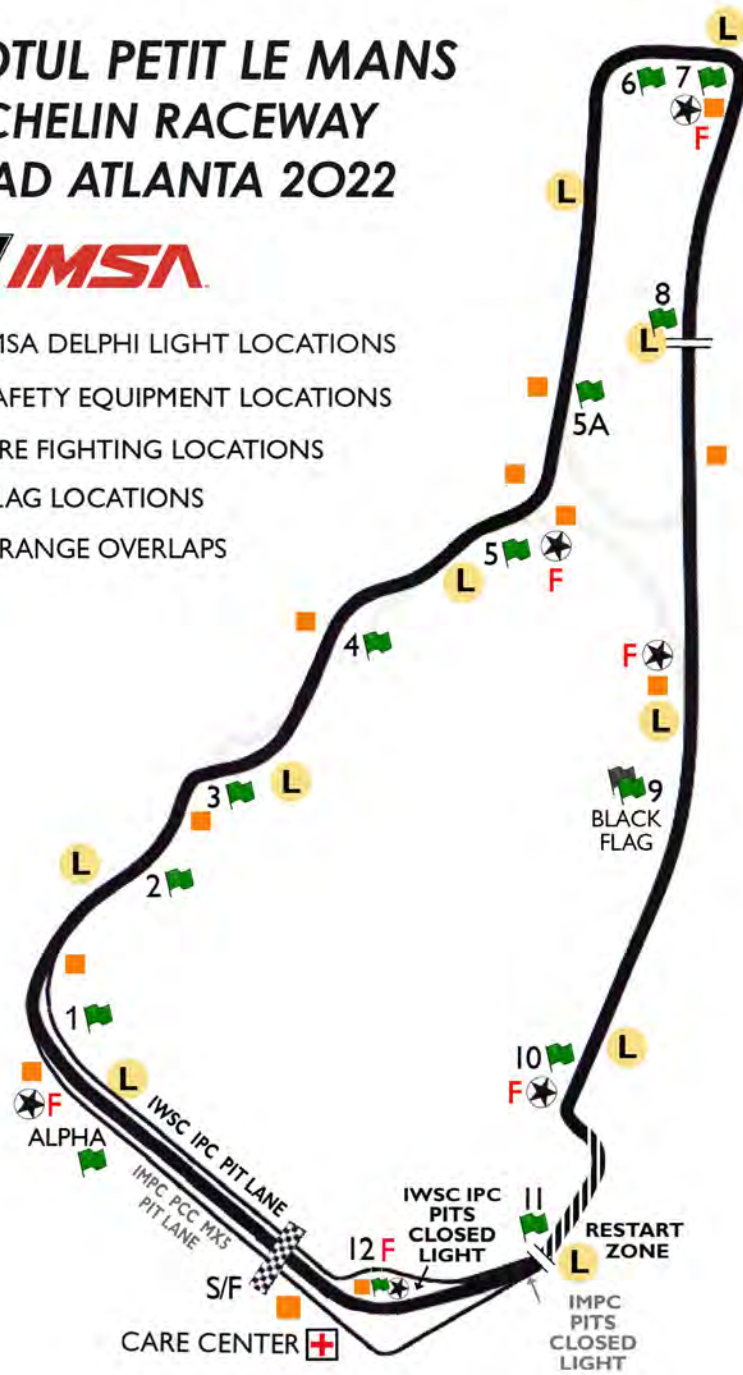 OTUL PETIT LE MANS
CHELIN RACEWAY
AD ATLANTA 2022
IMSA
MSA DELPHI LIGHT LOCATIONS
AFETY EQUIPMENT LOCATIONS
RE FIGHTING LOCATIONS
LAG LOCATIONS
RANGE OVERLAPS
L
6
7
F
L
8
L
5A
5
F
L
4
F
L
3
L
9
BLACK
FLAG
L
2
1
10
L
F
L
F
ALPHA
IWSC IPC PIT LANE
IMPC PCC MX5
PIT LANE
IWSC IPC
PITS
CLOSED
LIGHT
11
RESTART
ZONE
12 F
L
S/F
IMPC
PITS
CLOSED
LIGHT
CARE CENTER